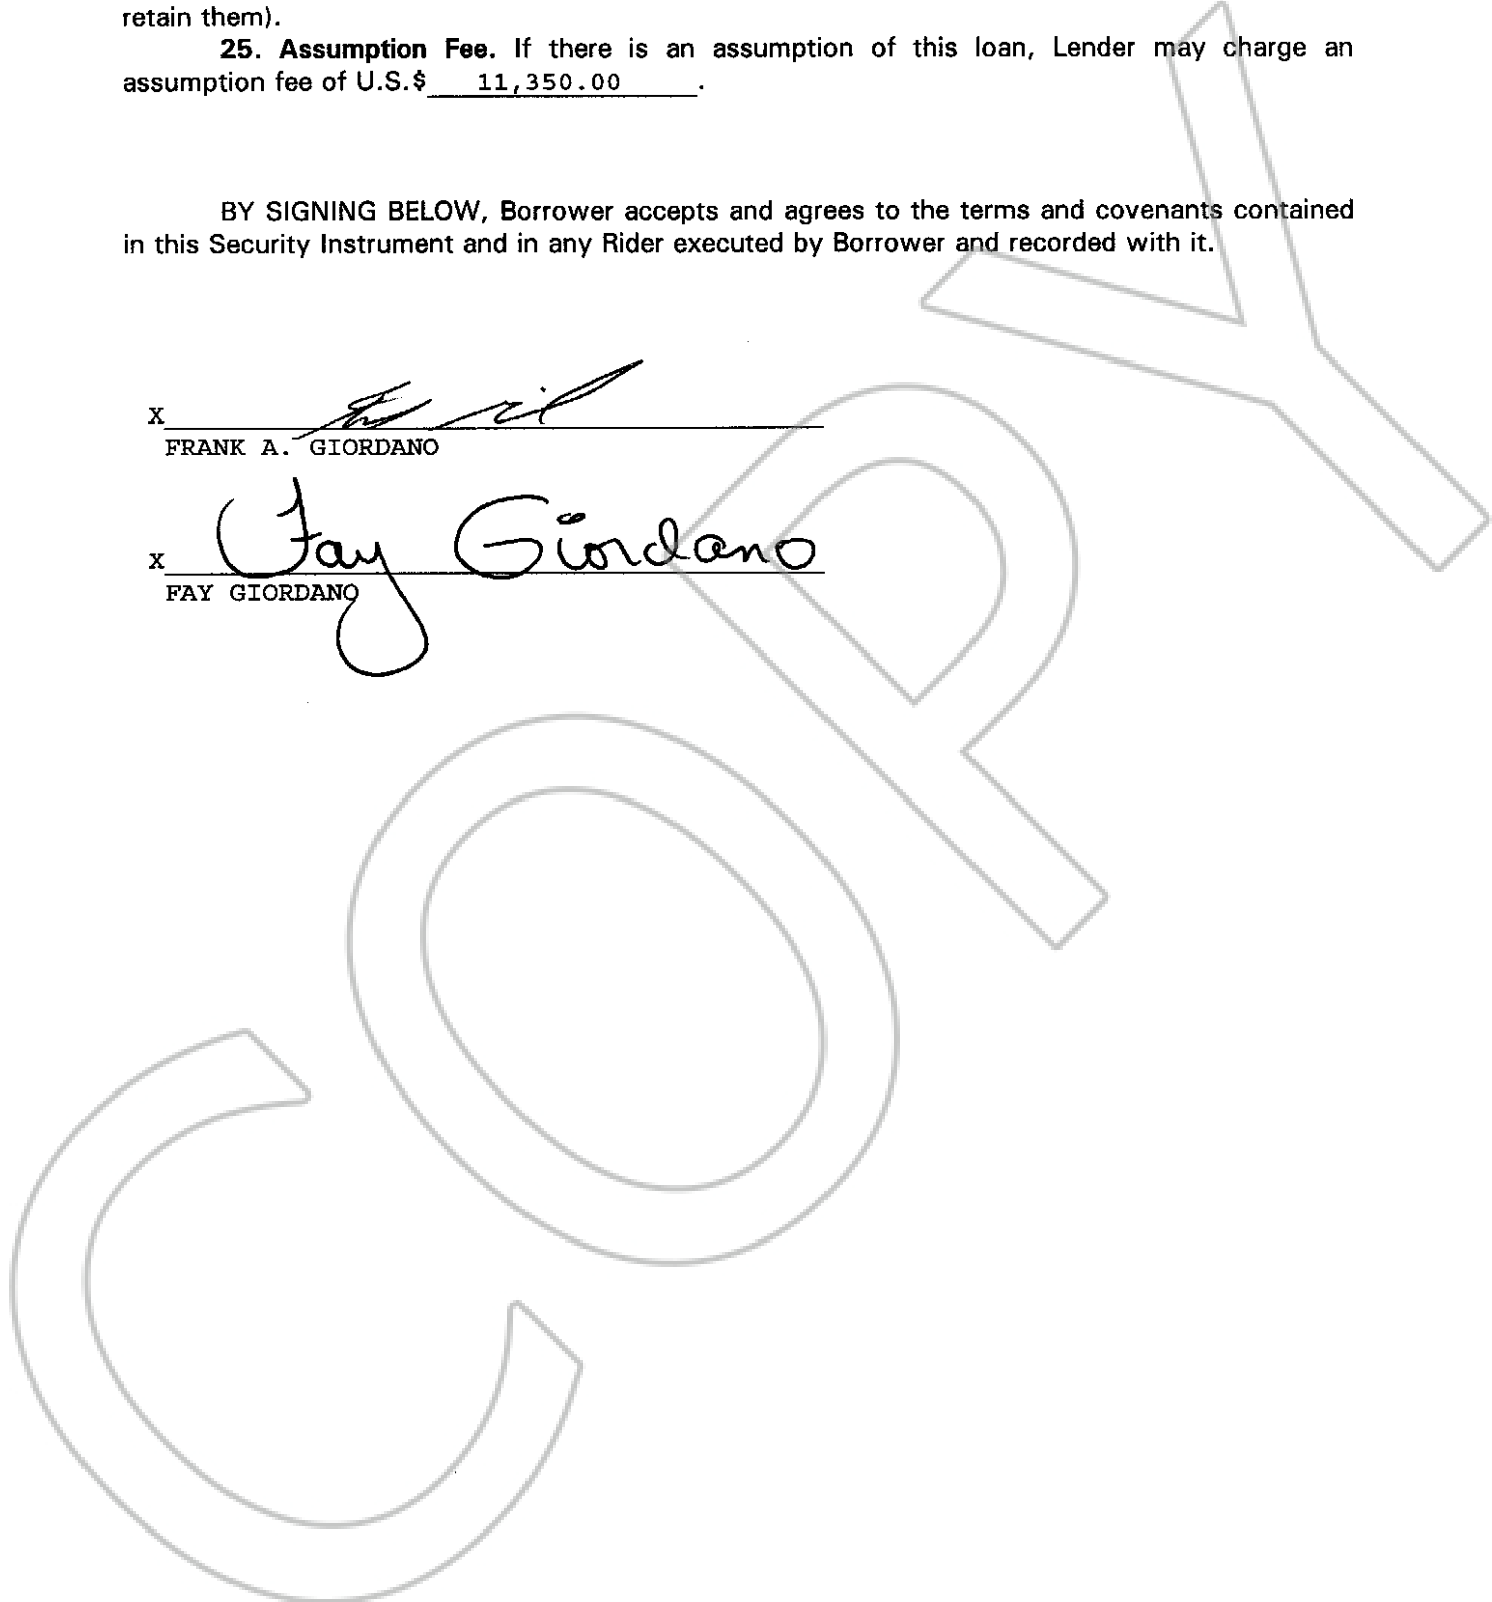 retain them).
25. Assumption Fee. If there is an assumption of this loan, Lender may charge an
assumption fee of U.S.$ 11,350.00 .
BY SIGNING BELOW, Borrower accepts and agrees to the terms and covenants contained
in this Security Instrument and in any Rider executed by Borrower and recorded with it.
X
FRANK A. GIORDANO
X Fay Giordano
FAY GIORDANO
COPY